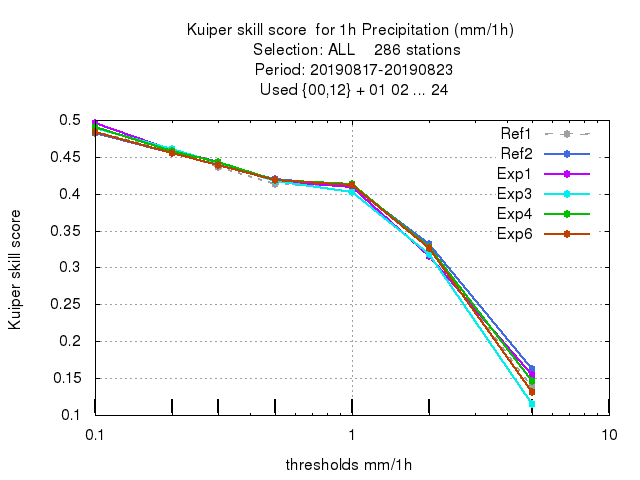 Kuiper skill score  for 1h Precipitation (mm/1h)
Selection: ALL    286 stations
Period: 20190817-20190823
Used {00,12} + 01 02 ... 24
Kuiper skill score
0.5
0.45
0.4
0.35
0.3
0.25
0.2
0.15
0.1
Ref1
Ref2
Exp1
Exp3
Exp4
Exp6
0.1
1
10
thresholds mm/1h